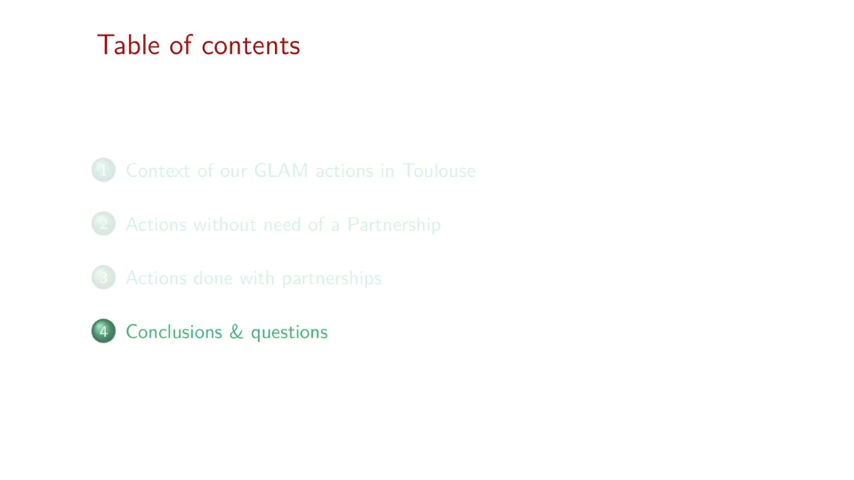 Table of contents
1 Context of our GLAM actions in Toulouse
2 Actions without need of a Partnership
3 Actions done with partnerships
4 Conclusions & questions